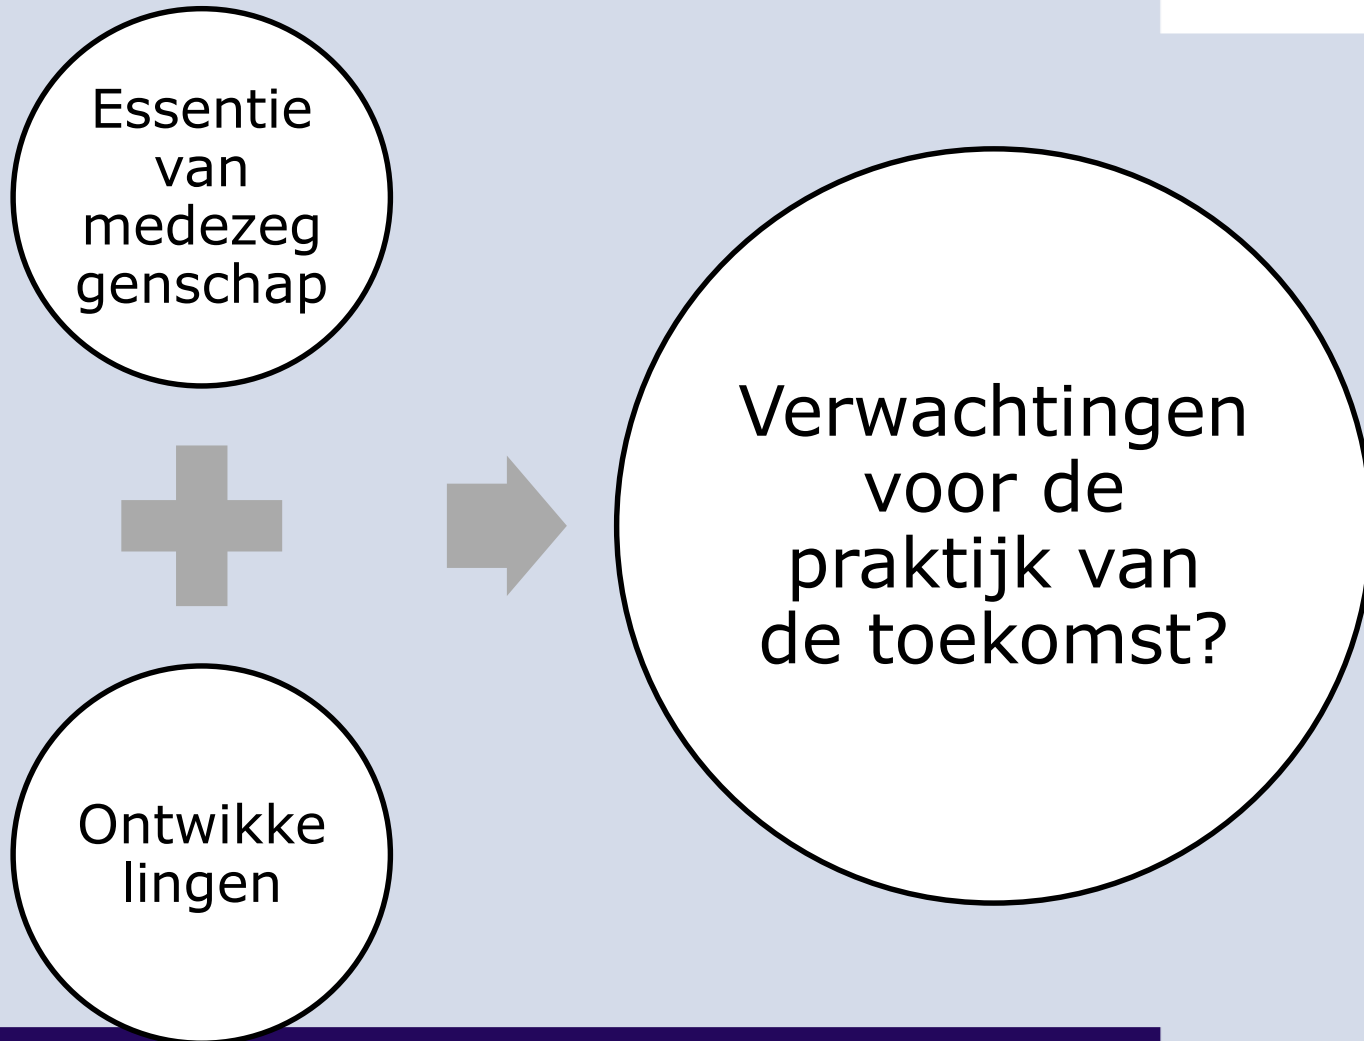 Essentie
van
medezeg
genschap
Verwachtingen
voor de
praktijk van
de toekomst?
Ontwikke
lingen